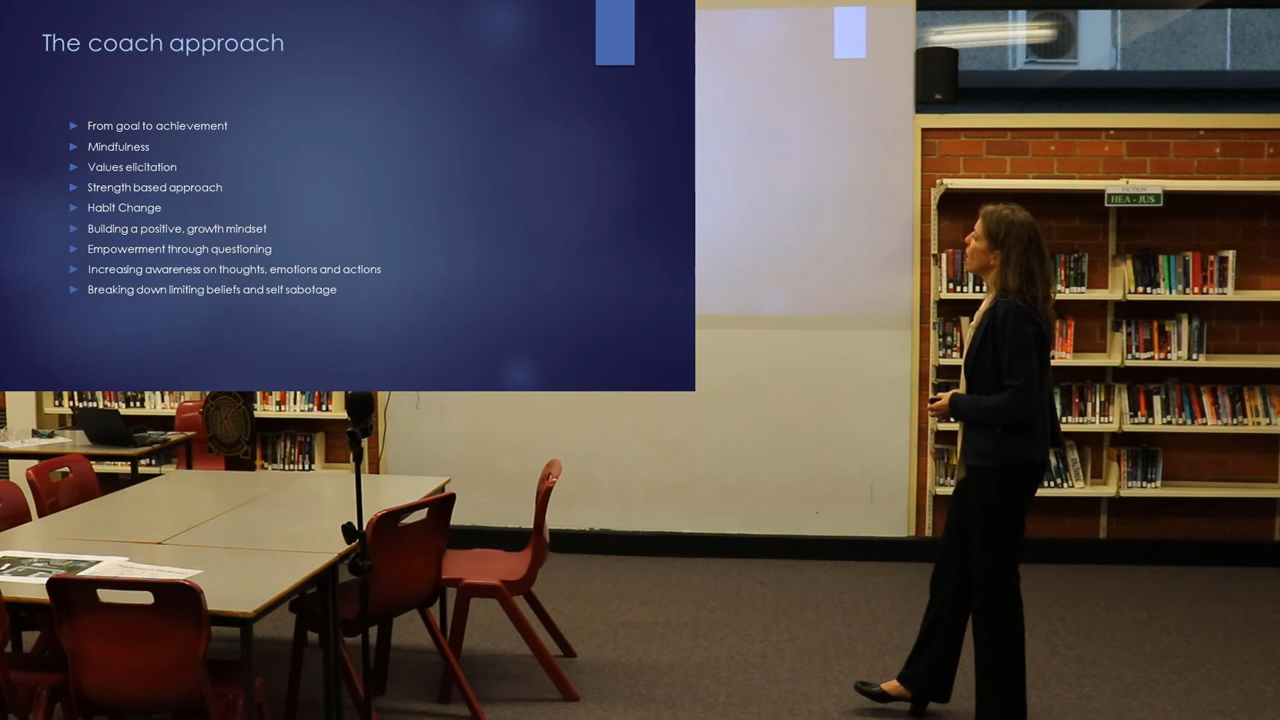 The coach approach
From goal to achievement
Mindfulness
Values elicitation
Strength based approach
Habit Change
Building a positive, growth mindset
Empowerment through questioning
Increasing awareness on thoughts, emotions and actions
Breaking down limiting beliefs and self sabotage
FICTION
HEA - JUS
K